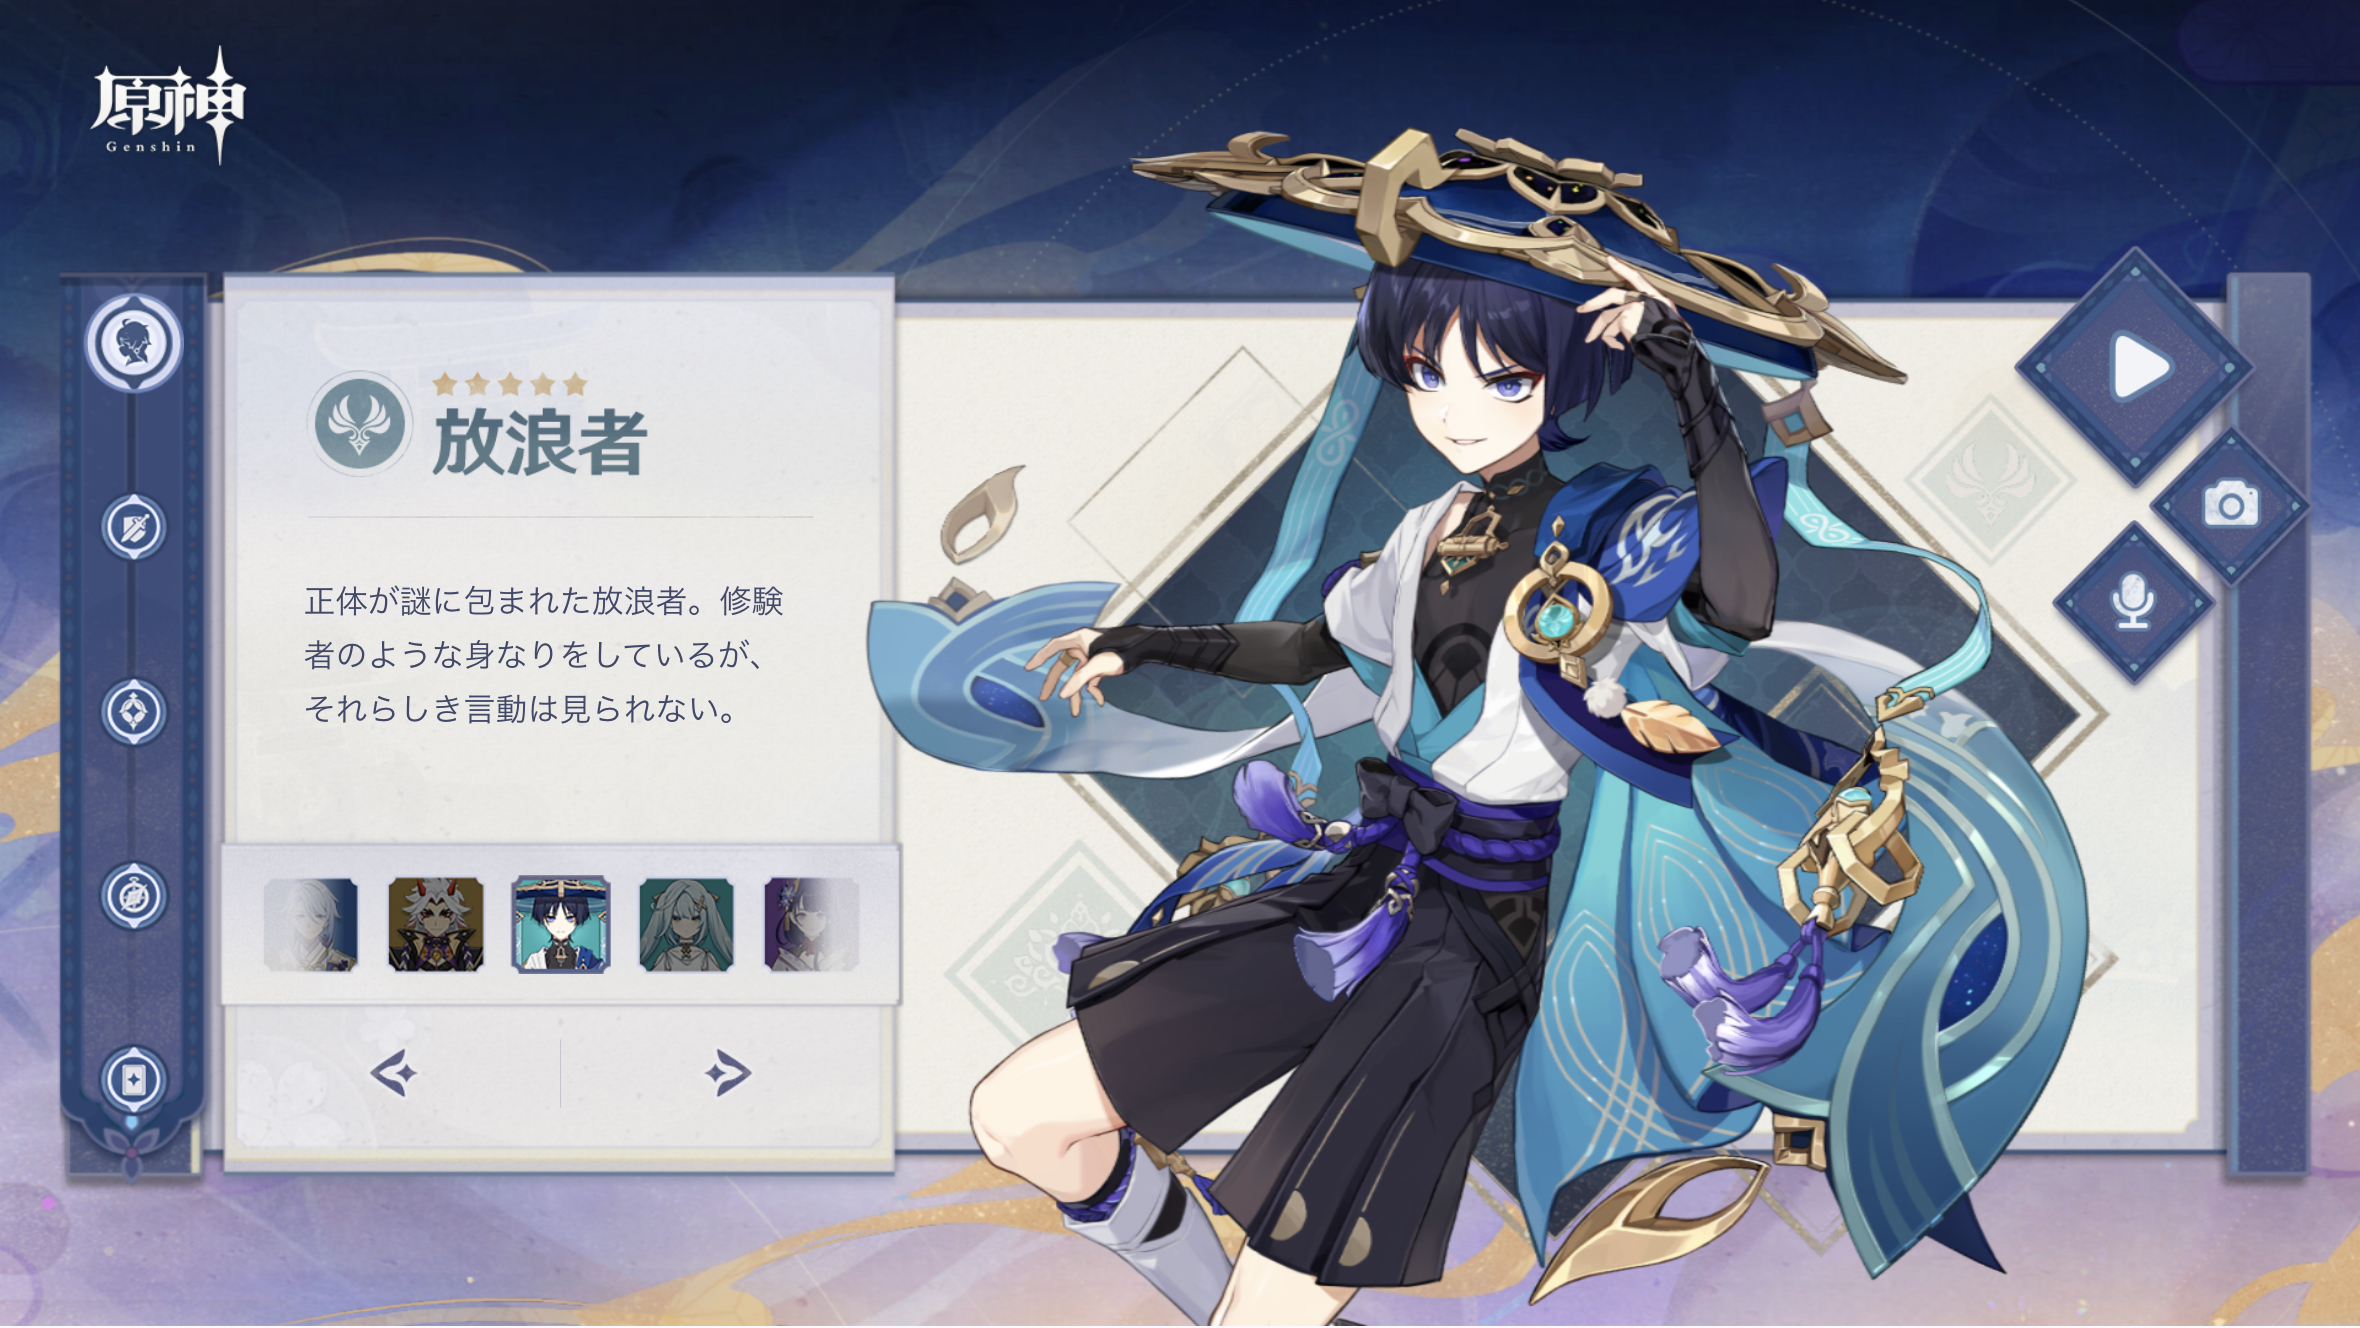 原神
Genshin
放浪者
正体が謎に包まれた放浪者。修験
者のような身なりをしているが、
それらしき言動は見られない。